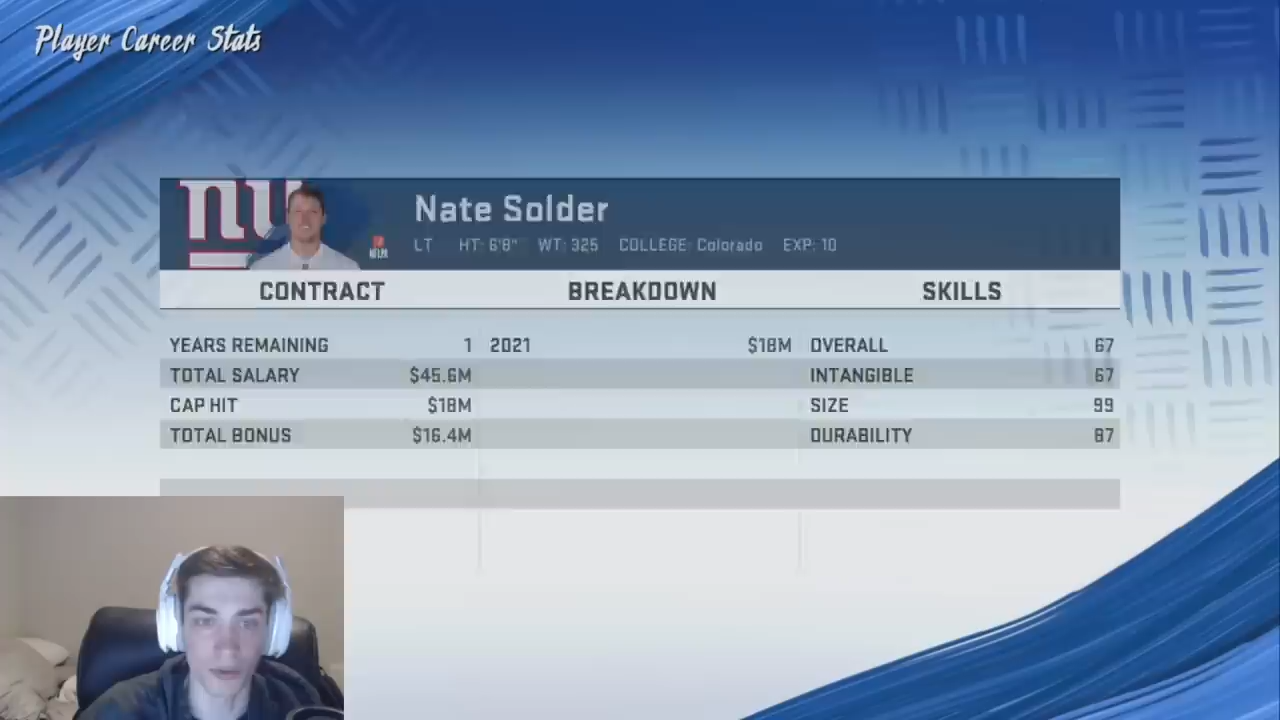 Player Career Stats
ny
Nate Solder
NFLPA
LT HT: 6'8" WT: 325 COLLEGE: Colorado EXP: 10
CONTRACT BREAKDOWN SKILLS
YEARS REMAINING 1 2021 $18M OVERALL 67
TOTAL SALARY $45.6M INTANGIBLE 67
CAP HIT $18M SIZE 99
TOTAL BONUS $16.4M DURABILITY 87